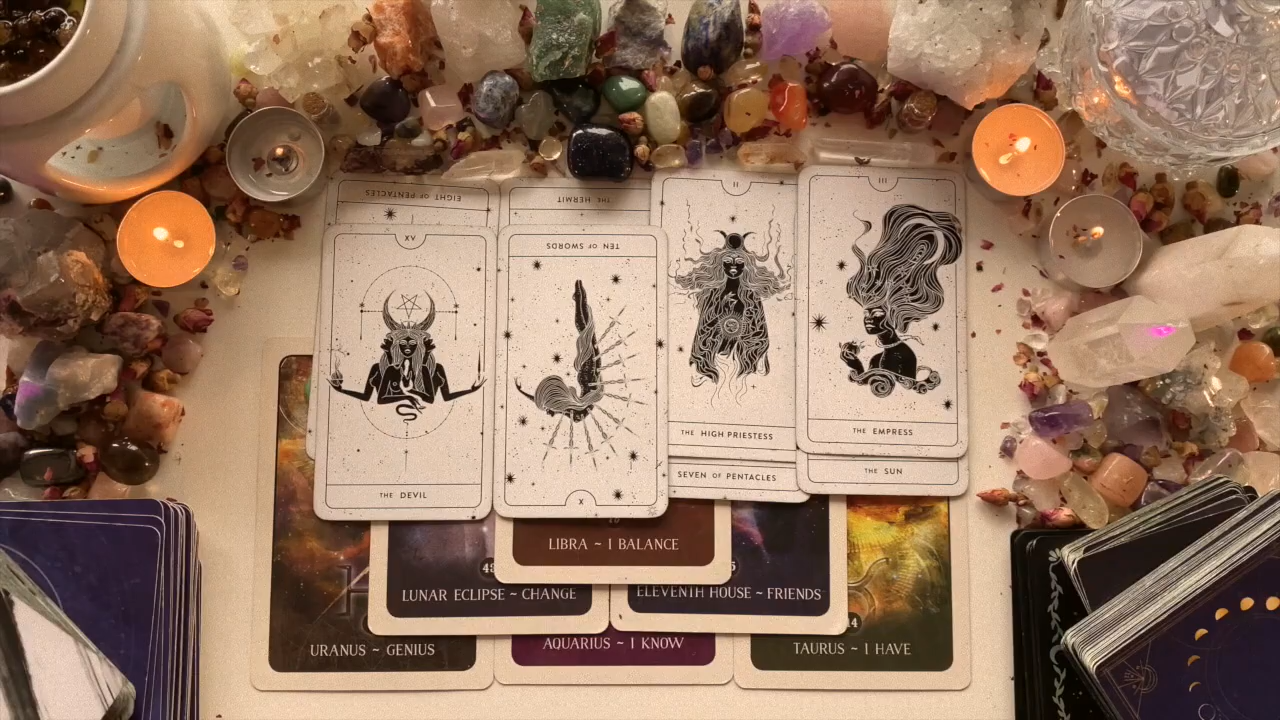 EIGHT OF PENTACLES
THE HERMIT
II
III
XV
TEN OF SWORDS
THE HIGH PRIESTESS
THE EMPRESS
SEVEN OF PENTACLES
THE SUN
THE DEVIL
X
LIBRA ~ I BALANCE
LUNAR ECLIPSE ~ CHANGE
ELEVENTH HOUSE ~ FRIENDS
URANUS ~ GENIUS
AQUARIUS ~ I KNOW
TAURUS ~ I HAVE